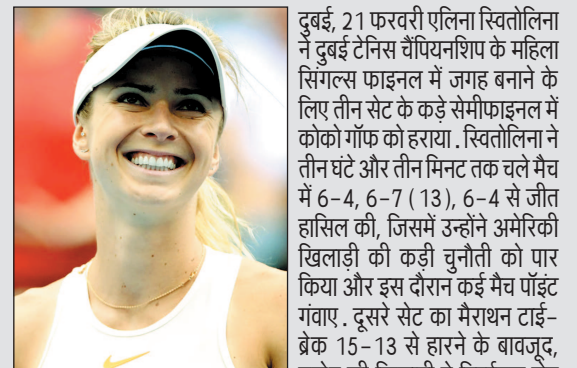 दुबई, 21 फरवरी एलिना स्वितोलिना
ने दुबई टेनिस चैंपियनशिप के महिला
सिंगल्स फाइनल में जगह बनाने के
लिए तीन सेट के कड़े सेमीफाइनल में
कोको गॉफ को हराया . स्वितोलिना ने
तीन घंटे और तीन मिनट तक चले मैच
में 6-4, 6-7 ( 13 ), 6-4 से जीत
हासिल की, जिसमें उन्होंने अमेरिकी
खिलाड़ी की कड़ी चुनौती को पार
किया और इस दौरान कई मैच पॉइंट
गंवाए . दूसरे सेट का मैराथन टाई-
ब्रेक 15-13 से हारने के बावजूद,